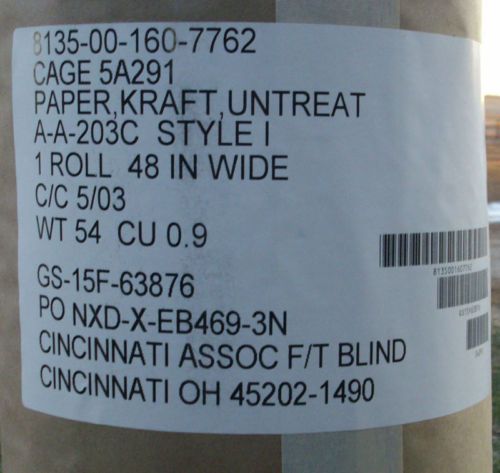 8135-00-160-7762
CAGE 5A291
PAPER,KRAFT,UNTREAT
A-A-203C STYLE I
1 ROLL 48 IN WIDE
C/C 5/03
WT 54 CU 0.9
8135001607762
GS-15F-63876
PO NXD-X-EB469-3N
CINCINNATI ASSOC F/T BLIND
CINCINNATI OH 45202-1490